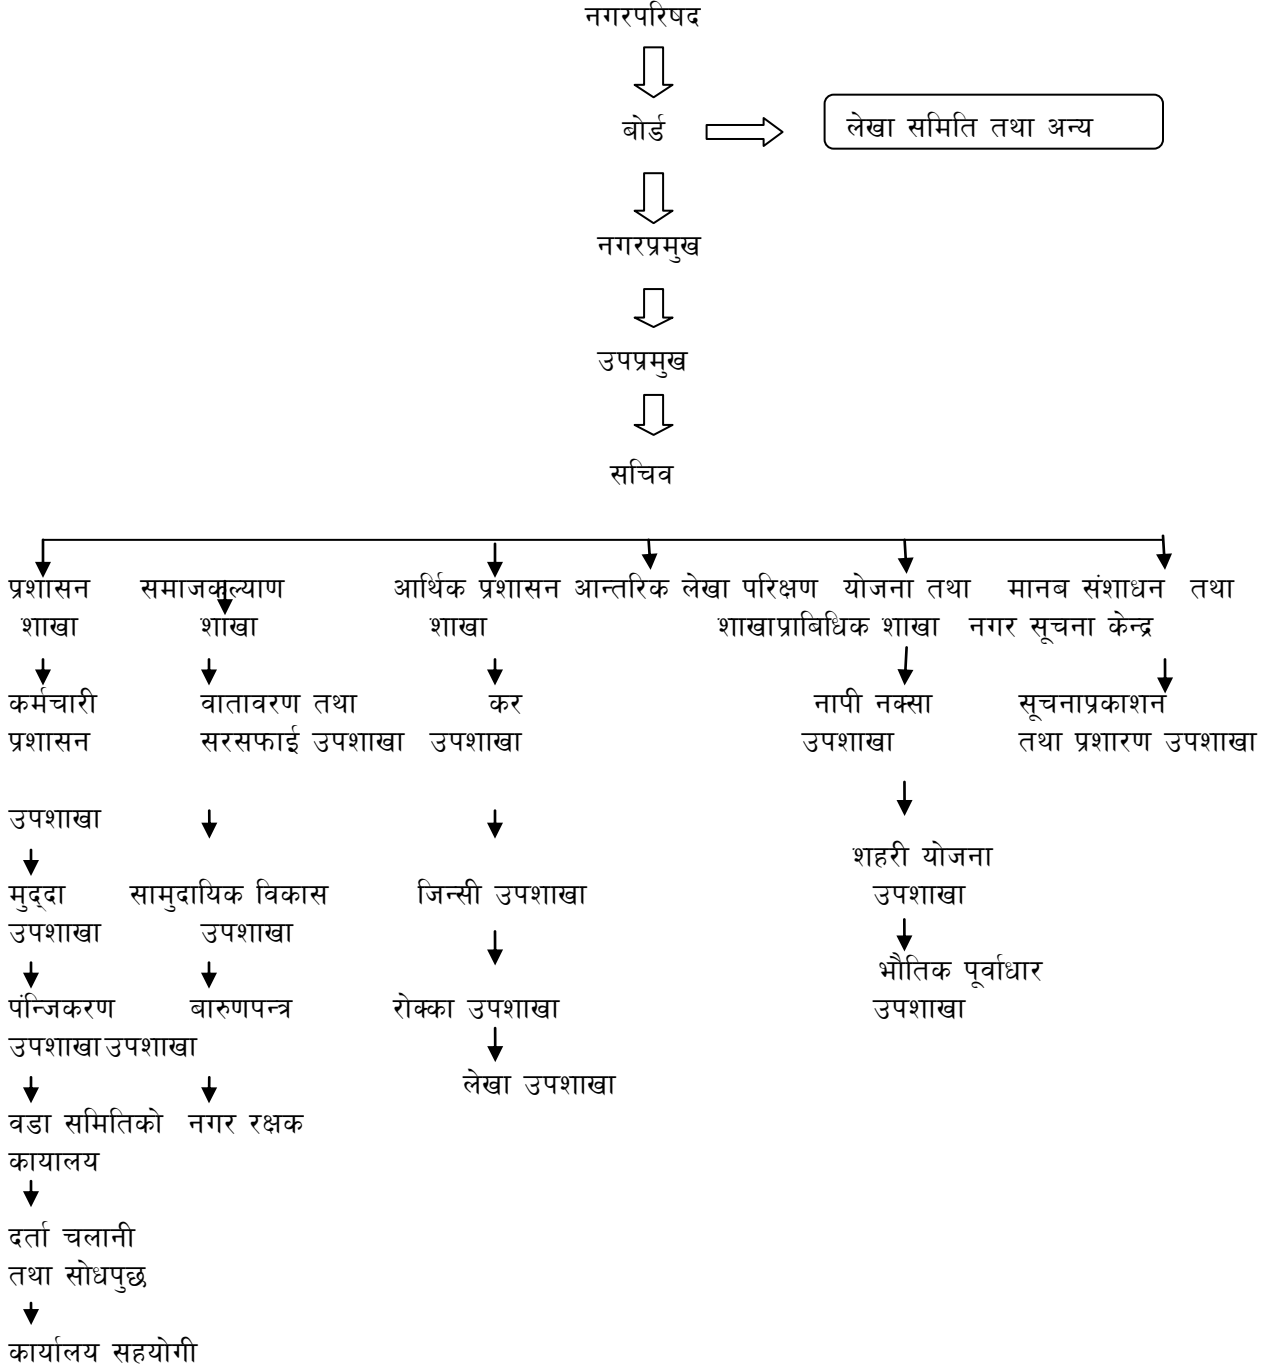 नगरपरिषद
बोर्ड
लेखा समिति तथा अन्य
नगरप्रमुख
उपप्रमुख
सचिव
प्रशासन समाजकल्याण आर्थिक प्रशासन आन्तरिक लेखा परिक्षण योजना तथा मानब संशाधन तथा
शाखा शाखा शाखा शाखाप्राबिधिक शाखा नगर सूचना केन्द्र
कर्मचारी वातावरण तथा कर नापी नक्सा सूचनाप्रकाशन
प्रशासन सरसफाई उपशाखा उपशाखा उपशाखा तथा प्रशारण उपशाखा
उपशाखा
शहरी योजना
मुद्दा सामुदायिक विकास जिन्सी उपशाखा उपशाखा
उपशाखा उपशाखा
भौतिक पूर्वाधार
पंन्जिकरण बारुणपन्त्र रोक्का उपशाखा उपशाखा
उपशाखा उपशाखा
लेखा उपशाखा
वडा समितिको नगर रक्षक
कायालय
दर्ता चलानी
तथा सोधपुछ
कार्यालय सहयोगी